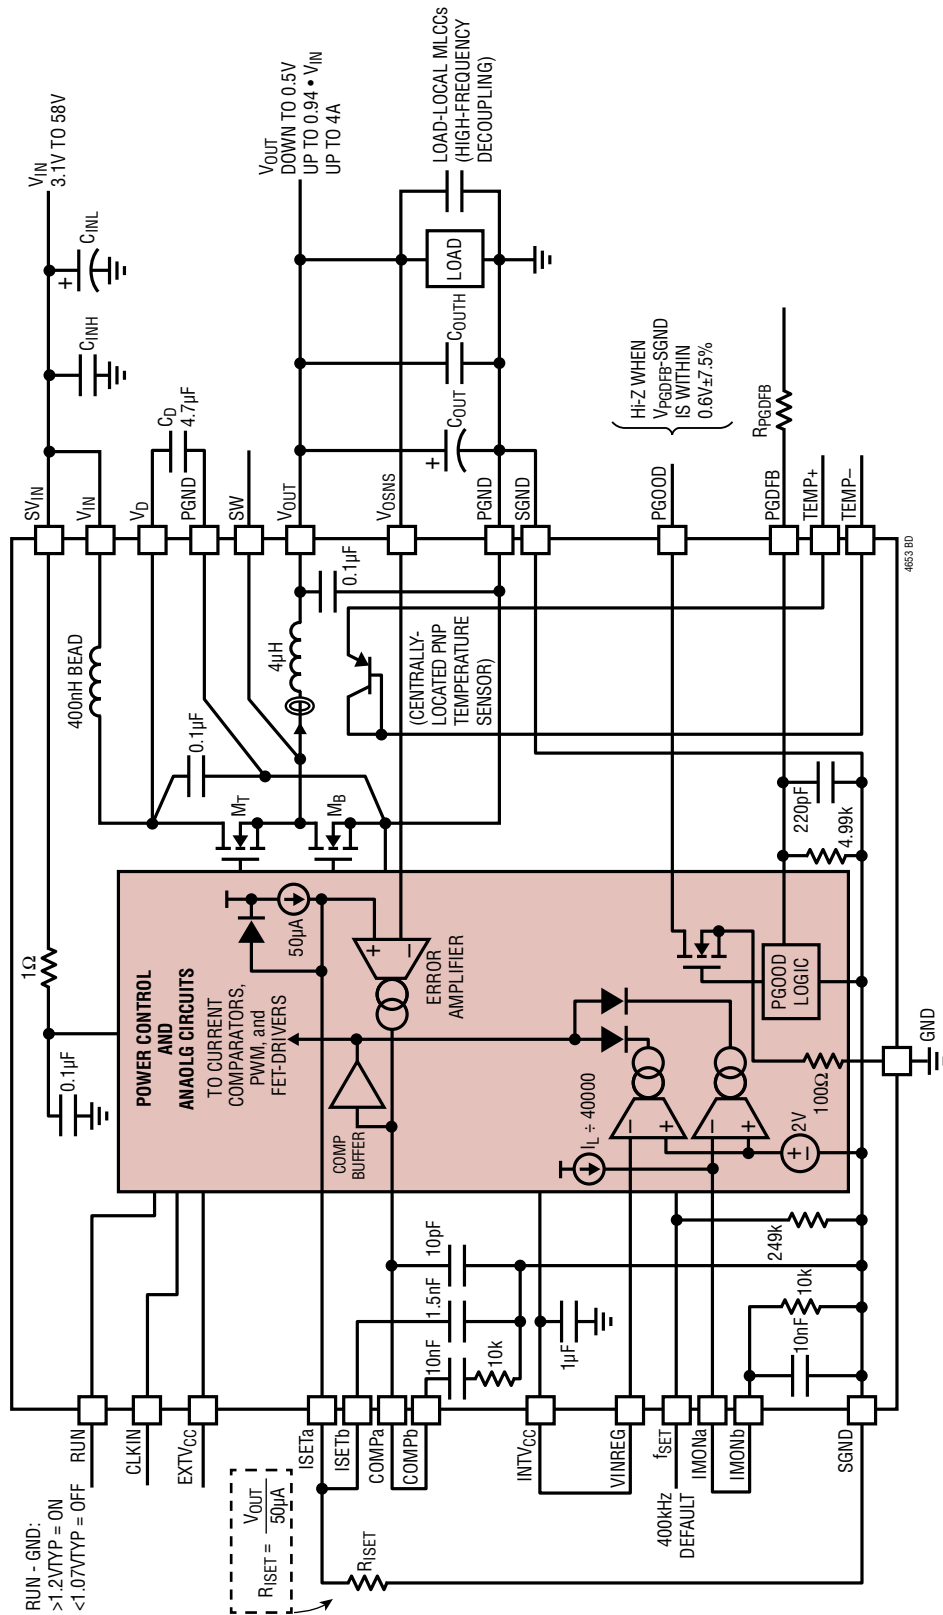 RUN - GND:
>1.2VTYP = ON
<1.07VTYP = OFF
RUN
CLKIN
EXTVCC
RISET = VOUT
50µA
RISET
ISETa
ISETb
COMPa
COMPb
INTVCC
VINREG
400kHz
DEFAULT
fSET
IMONa
IMONb
SGND
10nF
10k
1.5nF
10pF
1µF
249k
10nF
10k
0.1µF
1Ω
POWER CONTROL
AND
ANAOLG CIRCUITS
TO CURRENT
COMPARATORS,
PWM, and
FET-DRIVERS
COMP
BUFFER
50µA
+
–
ERROR
AMPLIFIER
IL ÷ 40000
–
+
–
+
+
–
2V
100Ω
PGOOD
LOGIC
GND
220pF
4.99k
MT
MB
0.1µF
400nH BEAD
4µH
0.1µF
(CENTRALLY-
LOCATED PNP
TEMPERATURE
SENSOR)
SVIN
VIN
VD
PGND
SW
VOUT
VOSNS
PGND
SGND
PGOOD
PGDFB
TEMP+
TEMP–
CD
4.7µF
CINH
+
CINL
VIN
3.1V TO 58V
VOUT
DOWN TO 0.5V
UP TO 0.94 • VIN
UP TO 4A
+
COUT
COUTH
LOAD
LOAD-LOCAL MLCCs
(HIGH-FREQUENCY
DECOUPLING)
Hi-Z WHEN
VPGDFB-SGND
IS WITHIN
0.6V±7.5%
RPGDFB
4653 BD